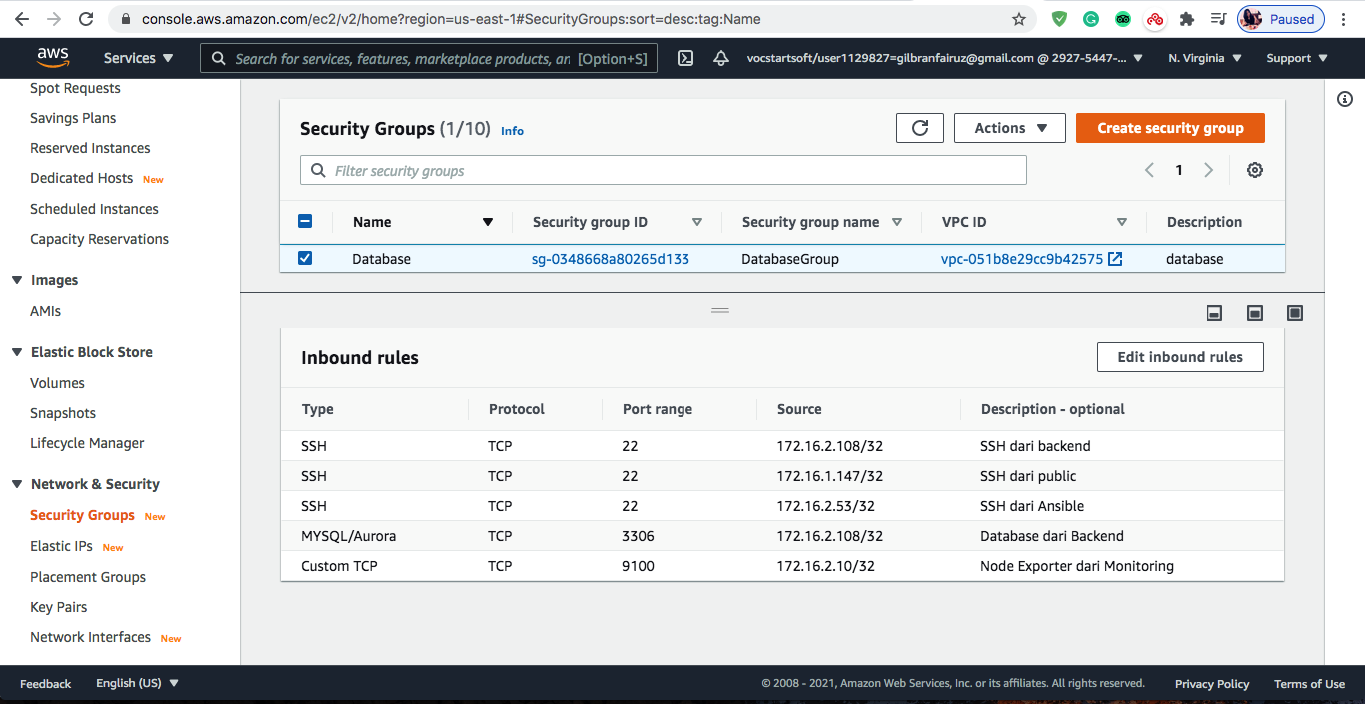 console.aws.amazon.com/ec2/v2/home?region=us-east-1#SecurityGroups:sort=desc:tag:Name
Paused
aws
Services
Search for services, features, marketplace products, an [Option+S]
vocstartsoft/user1129827=gilbranfairuz@gmail.com @ 2927-5447-...
N. Virginia
Support
Spot Requests
Savings Plans
Reserved Instances
Dedicated Hosts New
Scheduled Instances
Capacity Reservations
Images
AMIs
Elastic Block Store
Volumes
Snapshots
Lifecycle Manager
Network & Security
Security Groups New
Elastic IPs New
Placement Groups
Key Pairs
Network Interfaces New
Security Groups (1/10) Info
Actions
Create security group
Filter security groups
1
Name Security group ID Security group name VPC ID Description
Database sg-0348668a80265d133 DatabaseGroup vpc-051b8e29cc9b42575 database
Inbound rules
Edit inbound rules
Type Protocol Port range Source Description - optional
SSH TCP 22 172.16.2.108/32 SSH dari backend
SSH TCP 22 172.16.1.147/32 SSH dari public
SSH TCP 22 172.16.2.53/32 SSH dari Ansible
MYSQL/Aurora TCP 3306 172.16.2.108/32 Database dari Backend
Custom TCP TCP 9100 172.16.2.10/32 Node Exporter dari Monitoring
Feedback
English (US)
© 2008 - 2021, Amazon Web Services, Inc. or its affiliates. All rights reserved.
Privacy Policy
Terms of Use